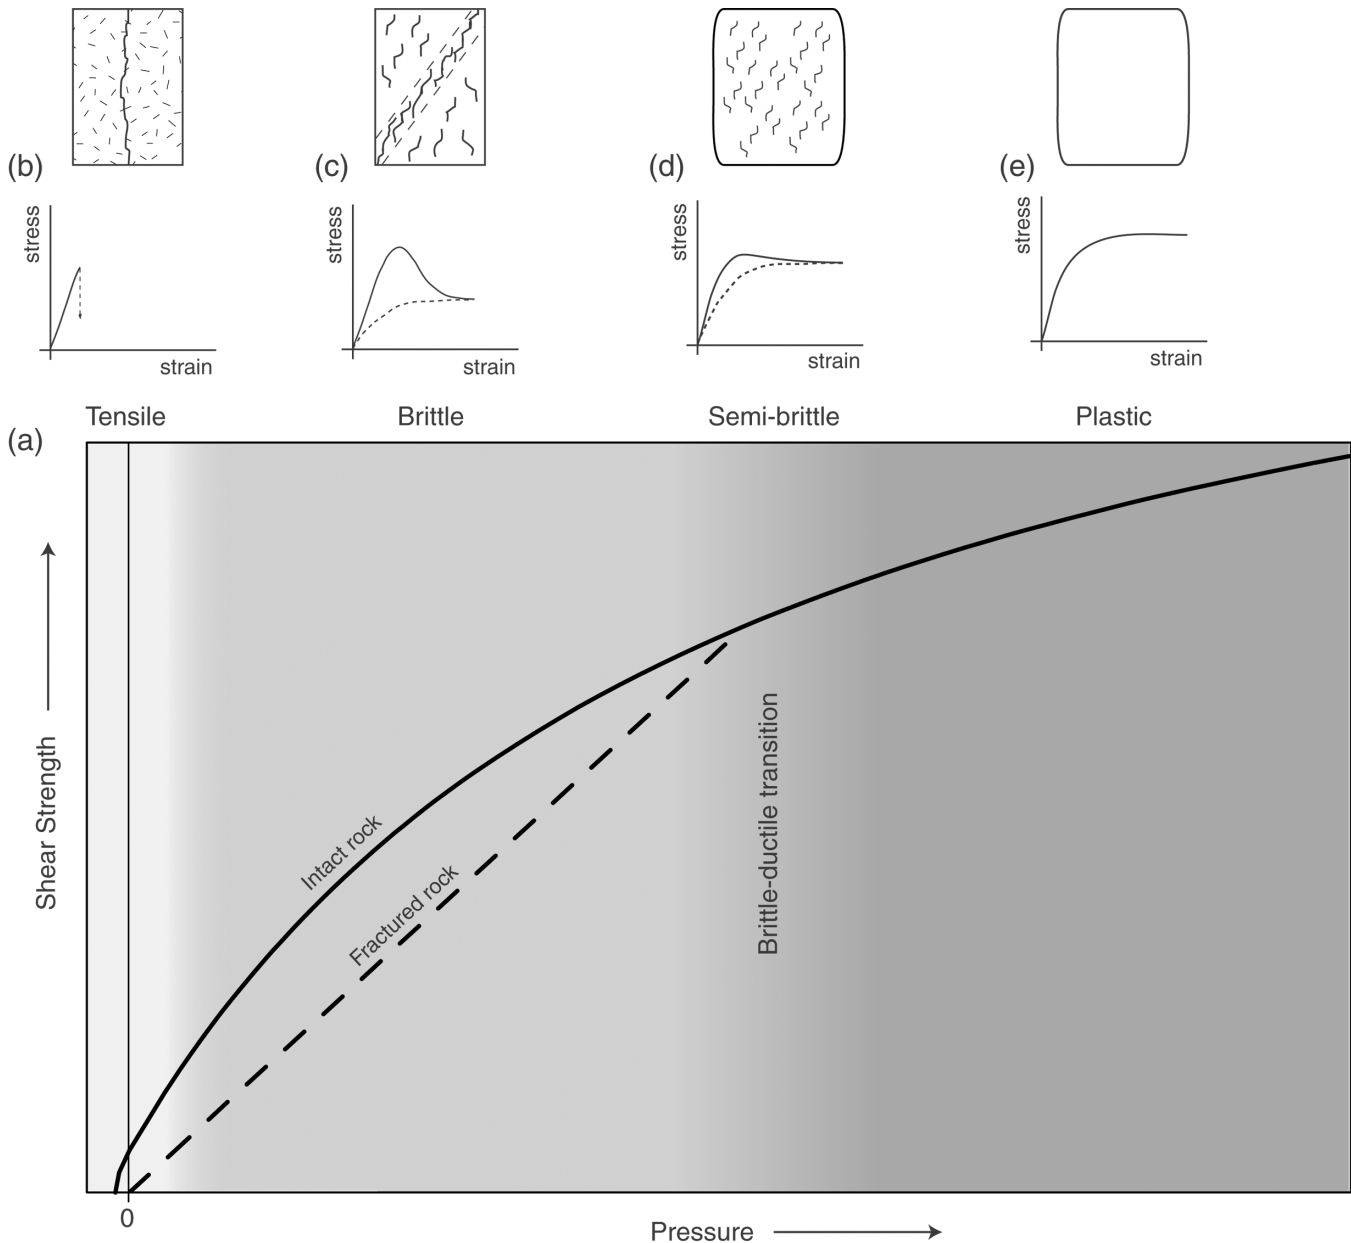 (b)
(c)
(d)
(e)
stress
strain
stress
strain
stress
strain
stress
strain
Tensile
Brittle
Semi-brittle
Plastic
(a)
Shear Strength
Intact rock
Fractured rock
Brittle-ductile transition
0
Pressure